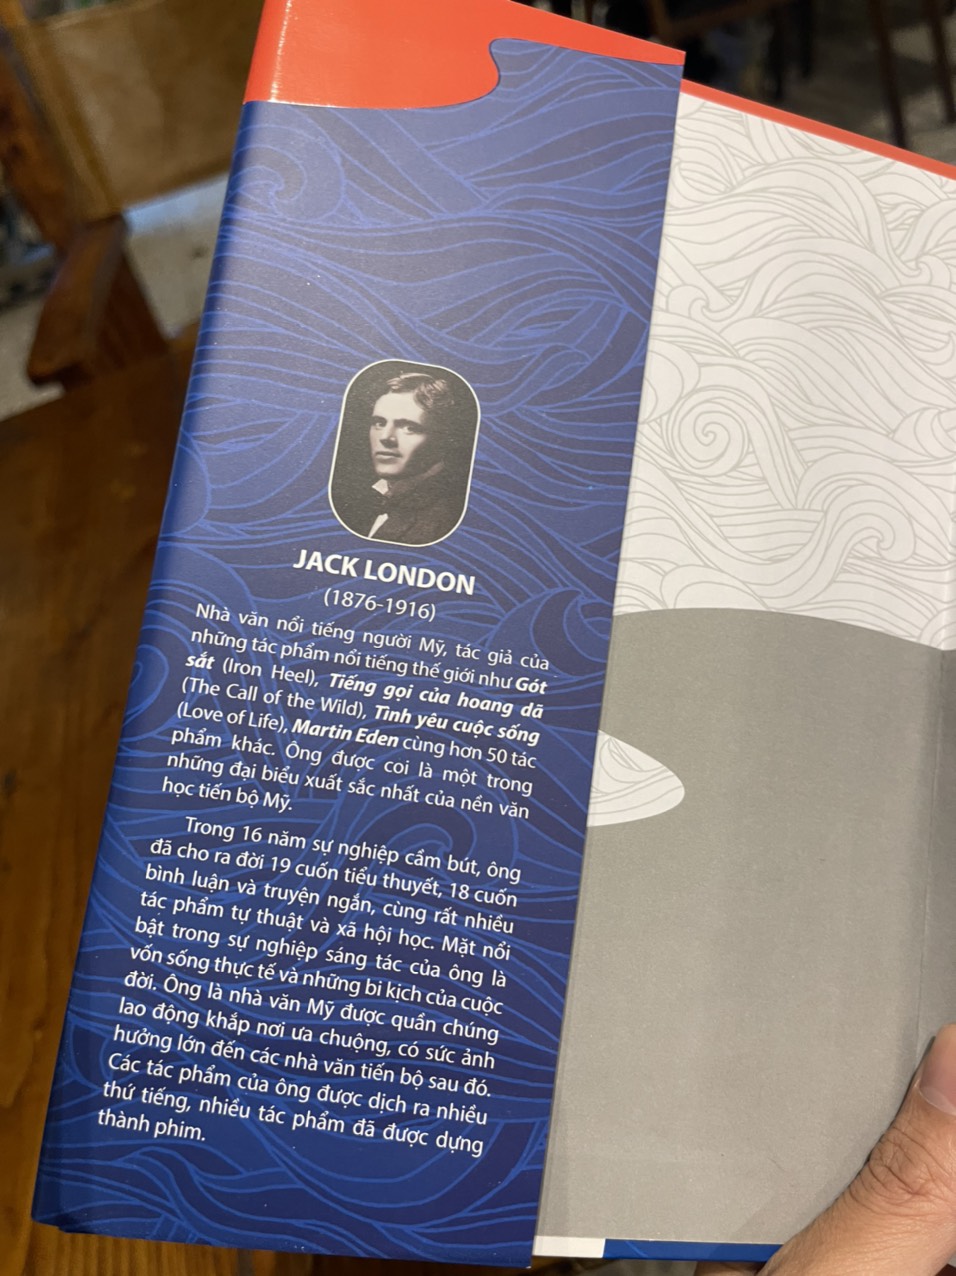 JACK LONDON
(1876-1916)
Nhà văn nổi tiếng người Mỹ, tác giả của
những tác phẩm nổi tiếng thế giới như Gót
sắt (Iron Heel), Tiếng gọi của hoang dã
(The Call of the Wild), Tình yêu cuộc sống
(Love of Life), Martin Eden cùng hơn 50 tác
phẩm khác. Ông được coi là một trong
những đại biểu xuất sắc nhất của nền văn
học tiến bộ Mỹ.
Trong 16 năm sự nghiệp cầm bút, ông
đã cho ra đời 19 cuốn tiểu thuyết, 18 cuốn
bình luận và truyện ngắn, cùng rất nhiều
tác phẩm tự thuật và xã hội học. Mặt nổi
bật trong sự nghiệp sáng tác của ông là
vốn sống thực tế và những bi kịch của cuộc
đời. Ông là nhà văn Mỹ được quần chúng
lao động khắp nơi ưa chuộng, có sức ảnh
hưởng lớn đến các nhà văn tiến bộ sau đó.
Các tác phẩm của ông được dịch ra nhiều
thứ tiếng, nhiều tác phẩm đã được dựng
thành phim.